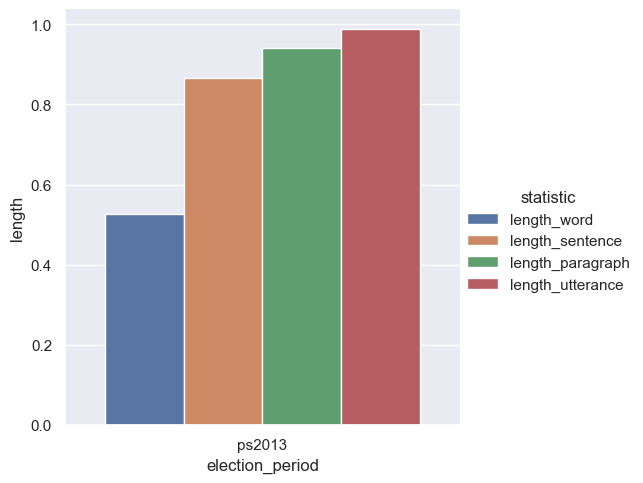 1.0
0.8
0.6
0.4
0.2
0.0
length
ps2013
election_period
statistic
length_word
length_sentence
length_paragraph
length_utterance